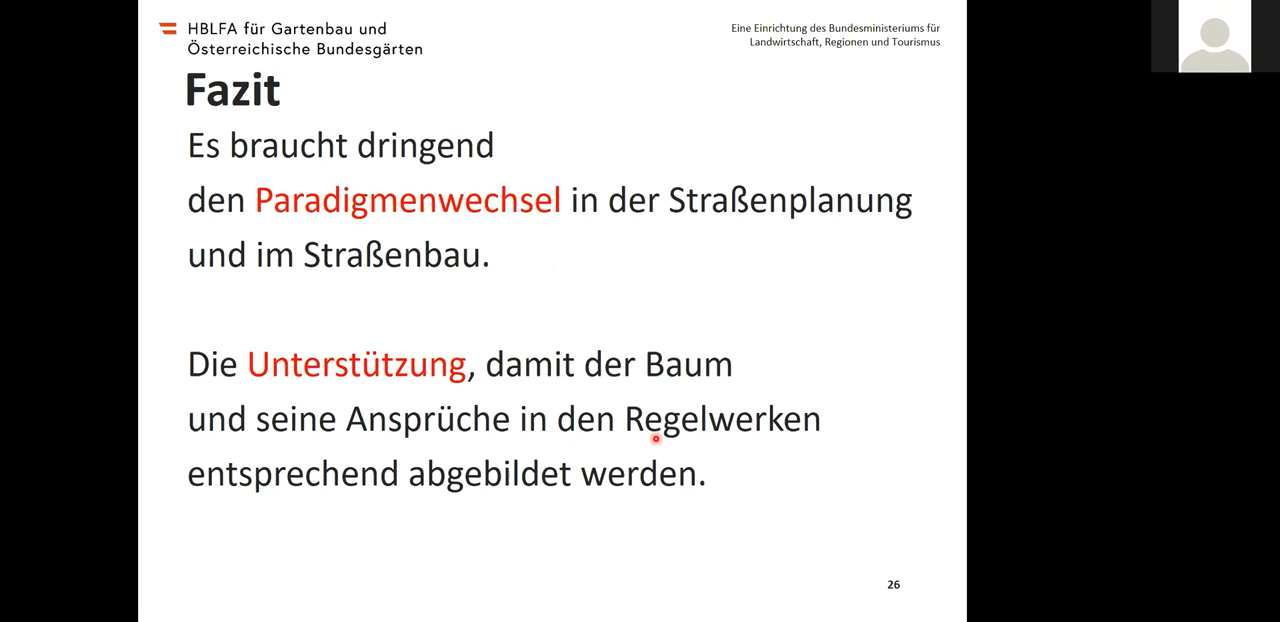 HBLFA für Gartenbau und
Österreichische Bundesgärten
Eine Einrichtung des Bundesministeriums für
Landwirtschaft, Regionen und Tourismus
Fazit
Es braucht dringend
den Paradigmenwechsel in der Straßenplanung
und im Straßenbau.
Die Unterstützung, damit der Baum
und seine Ansprüche in den Regelwerken
entsprechend abgebildet werden.
26